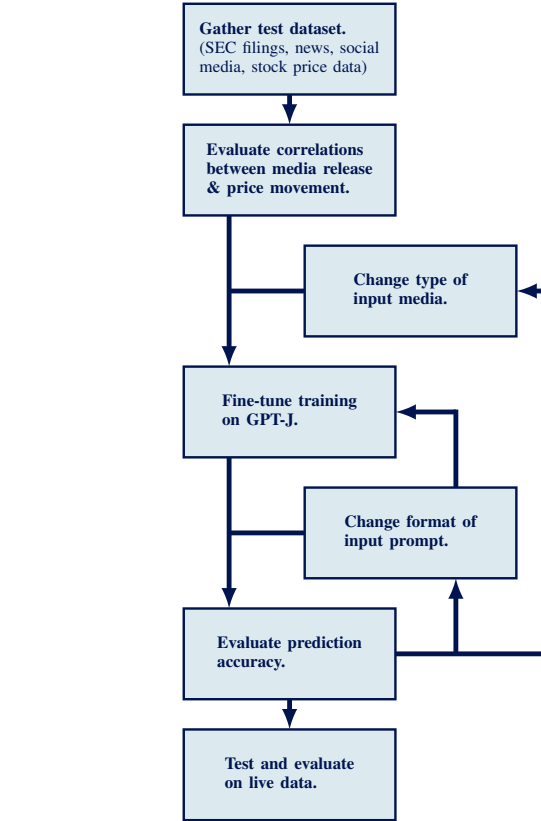 Gather test dataset.
(SEC filings, news, social
media, stock price data)
Evaluate correlations
between media release
& price movement.
Change type of
input media.
Fine-tune training
on GPT-J.
Change format of
input prompt.
Evaluate prediction
accuracy.
Test and evaluate
on live data.